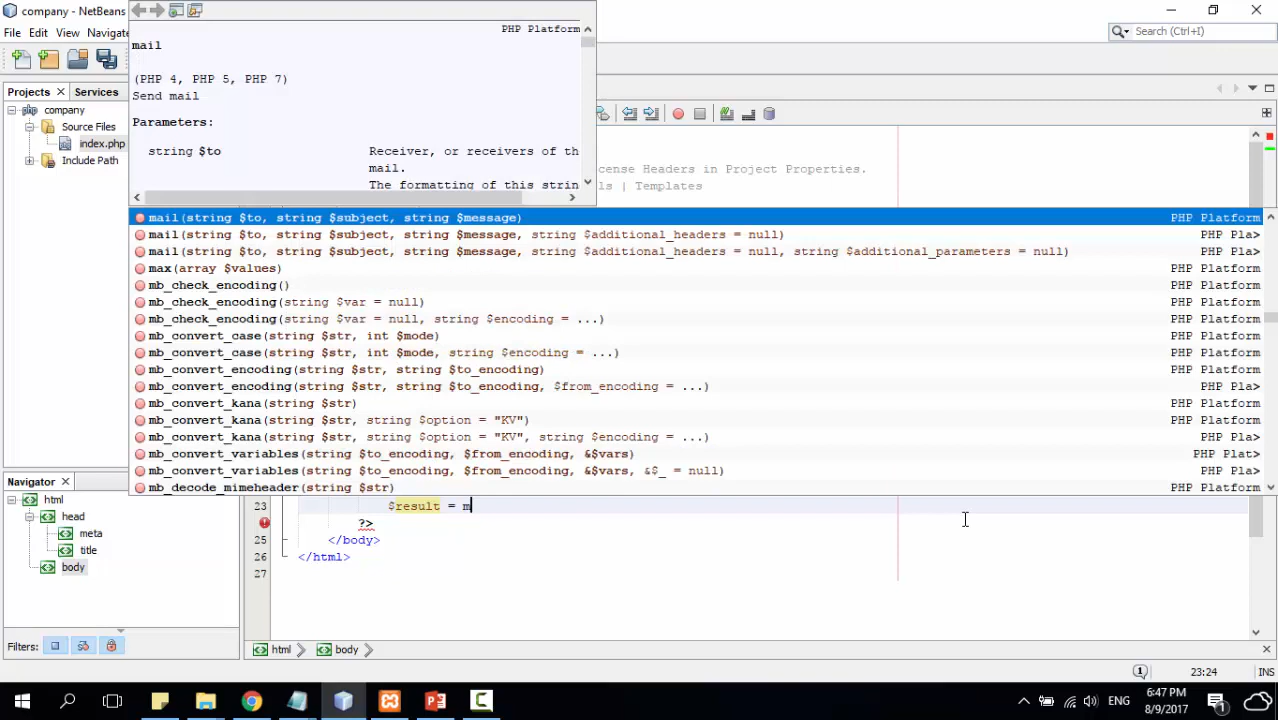 company - NetBeans
File Edit View Navigate
Search (Ctrl+I)
PHP Platform
mail
(PHP 4, PHP 5, PHP 7)
Send mail
Parameters:
string $to Receiver, or receivers of th
mail.
The formatting of this strin
Projects Services
company
Source Files
index.php
Include Path
cense Headers in Project Properties.
ls | Templates
mail(string $to, string $subject, string $message) PHP Platform
mail(string $to, string $subject, string $message, string $additional_headers = null) PHP Pla>
mail(string $to, string $subject, string $message, string $additional_headers = null, string $additional_parameters = null) PHP Pla>
max(array $values) PHP Platform
mb_check_encoding() PHP Platform
mb_check_encoding(string $var = null) PHP Platform
mb_check_encoding(string $var = null, string $encoding = ...) PHP Platform
mb_convert_case(string $str, int $mode) PHP Platform
mb_convert_case(string $str, int $mode, string $encoding = ...) PHP Platform
mb_convert_encoding(string $str, string $to_encoding) PHP Platform
mb_convert_encoding(string $str, string $to_encoding, $from_encoding = ...) PHP Pla>
mb_convert_kana(string $str) PHP Platform
mb_convert_kana(string $str, string $option = "KV") PHP Platform
mb_convert_kana(string $str, string $option = "KV", string $encoding = ...) PHP Pla>
mb_convert_variables(string $to_encoding, $from_encoding, &$vars) PHP Plat>
mb_convert_variables(string $to_encoding, $from_encoding, &$vars, &$_ = null) PHP Pla>
mb_decode_mimeheader(string $str) PHP Platform
Navigator
html
head
meta
title
body
Filters:
23 $result = m
?>
25 </body>
26 </html>
27
html body
1 23:24 INS
ENG 6:47 PM
8/9/2017 1